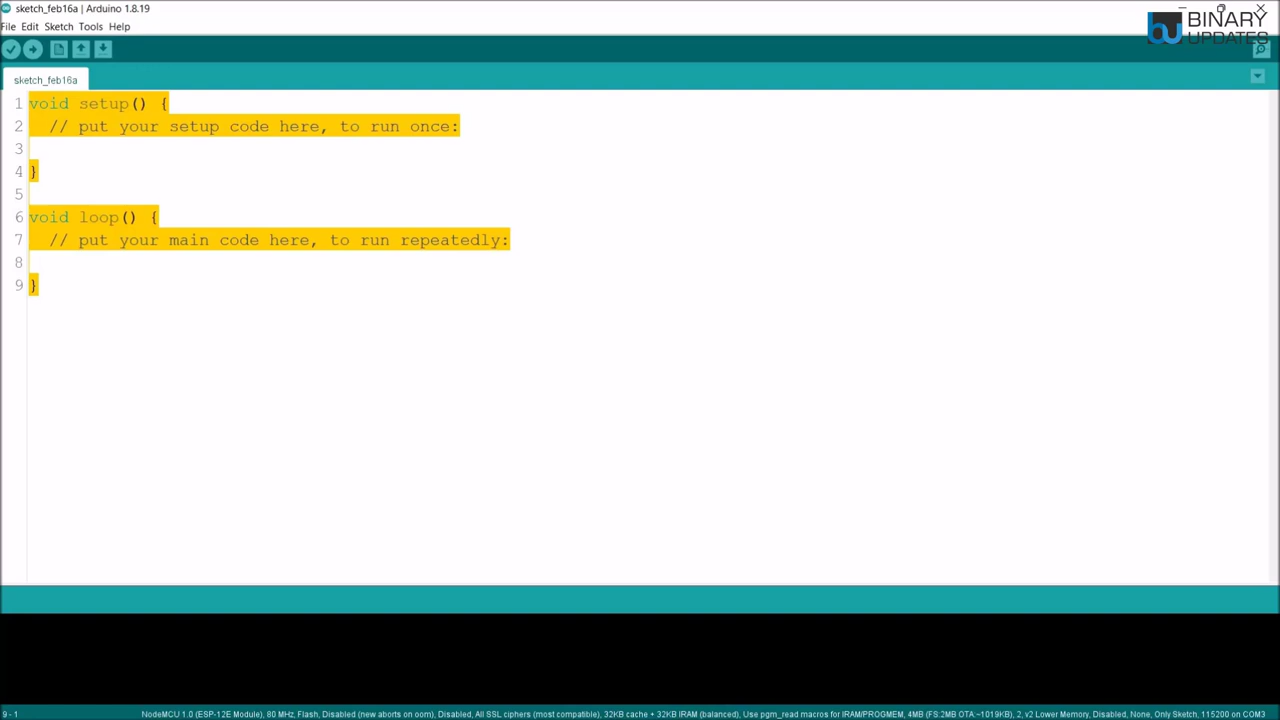 sketch_feb16a | Arduino 1.8.19
File Edit Sketch Tools Help
BINARY
UPDATES
sketch_feb16a
1 void setup() {
2 // put your setup code here, to run once:
3
4 }
5
6 void loop() {
7 // put your main code here, to run repeatedly:
8
9 }
9 - 1 NodeMCU 1.0 (ESP-12E Module), 80 MHz, Flash, Disabled (new aborts on oom), Disabled, All SSL ciphers (most compatible), 32KB cache + 32KB IRAM (balanced), Use pgm_read macros for IRAM/PROGMEM, 4MB (FS:2MB OTA:~1019KB), 2, v2 Lower Memory, Disabled, None, Only Sketch, 115200 on COM3